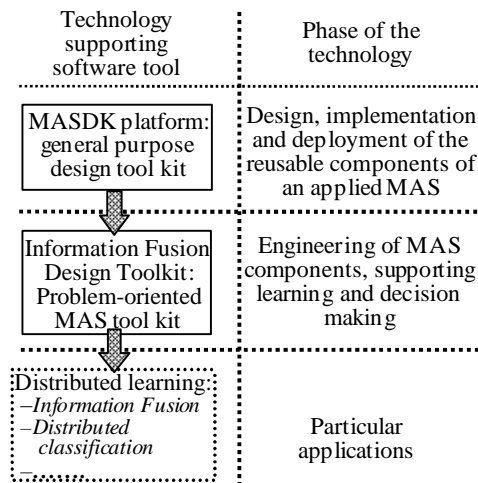 Technology
supporting
software tool
Phase of the
technology
MASDK platform:
general purpose
design tool kit
Design, implementation
and deployment of the
reusable components of
an applied MAS
Information Fusion
Design Toolkit:
Problem-oriented
MAS tool kit
Engineering of MAS
components, supporting
learning and decision
making
Distributed learning:
–Information Fusion
–Distributed
classification
–.......
Particular
applications